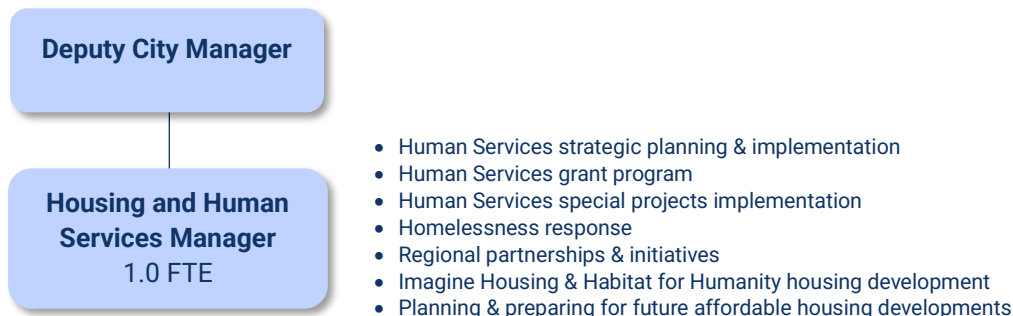 Deputy City Manager
Housing and Human
Services Manager
1.0 FTE
• Human Services strategic planning & implementation
• Human Services grant program
• Human Services special projects implementation
• Homelessness response
• Regional partnerships & initiatives
• Imagine Housing & Habitat for Humanity housing development
• Planning & preparing for future affordable housing developments